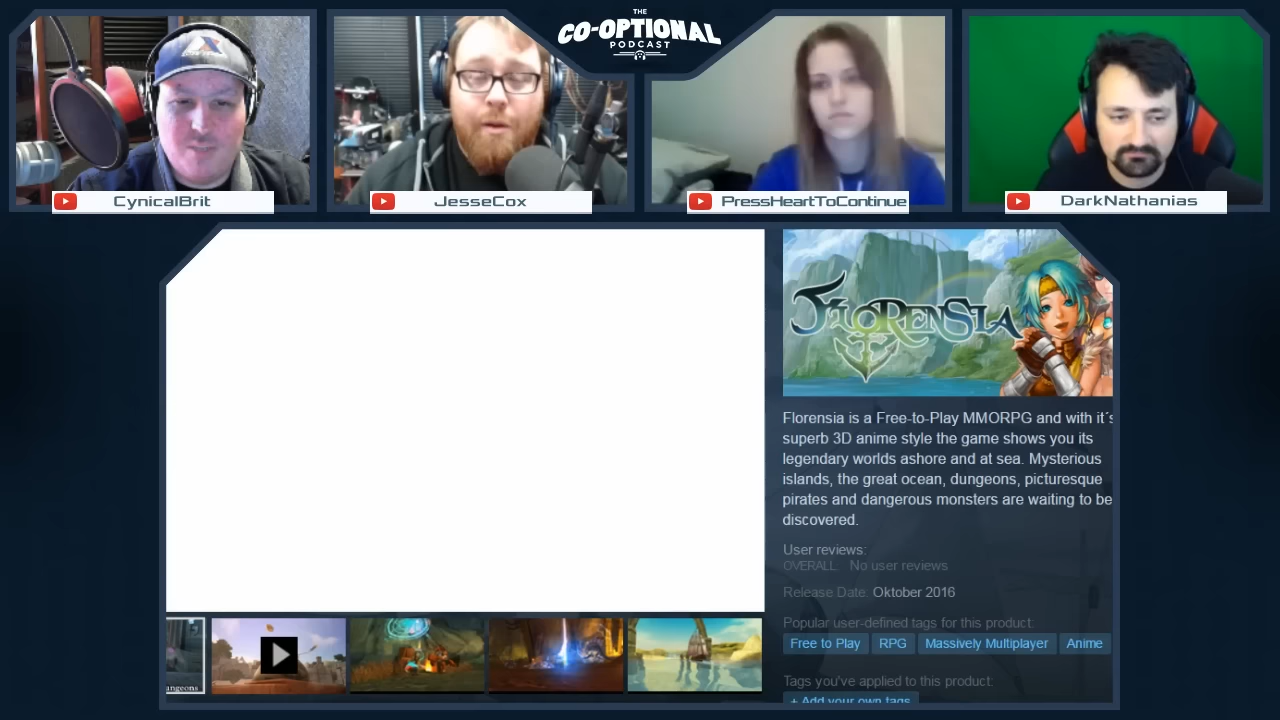 THE
CO-OPTIONAL
PODCAST
CynicalBrit
JesseCox
PressHeartToContinue
DarkNathanias
FLORENSIA
Florensia is a Free-to-Play MMORPG and with it´s
superb 3D anime style the game shows you its
legendary worlds ashore and at sea. Mysterious
islands, the great ocean, dungeons, picturesque
pirates and dangerous monsters are waiting to be
discovered.
User reviews:
OVERALL No user reviews
Release Date: Oktober 2016
Popular user-defined tags for this product:
Free to Play RPG Massively Multiplayer Anime
Tags you've applied to this product:
+ Add your own tags